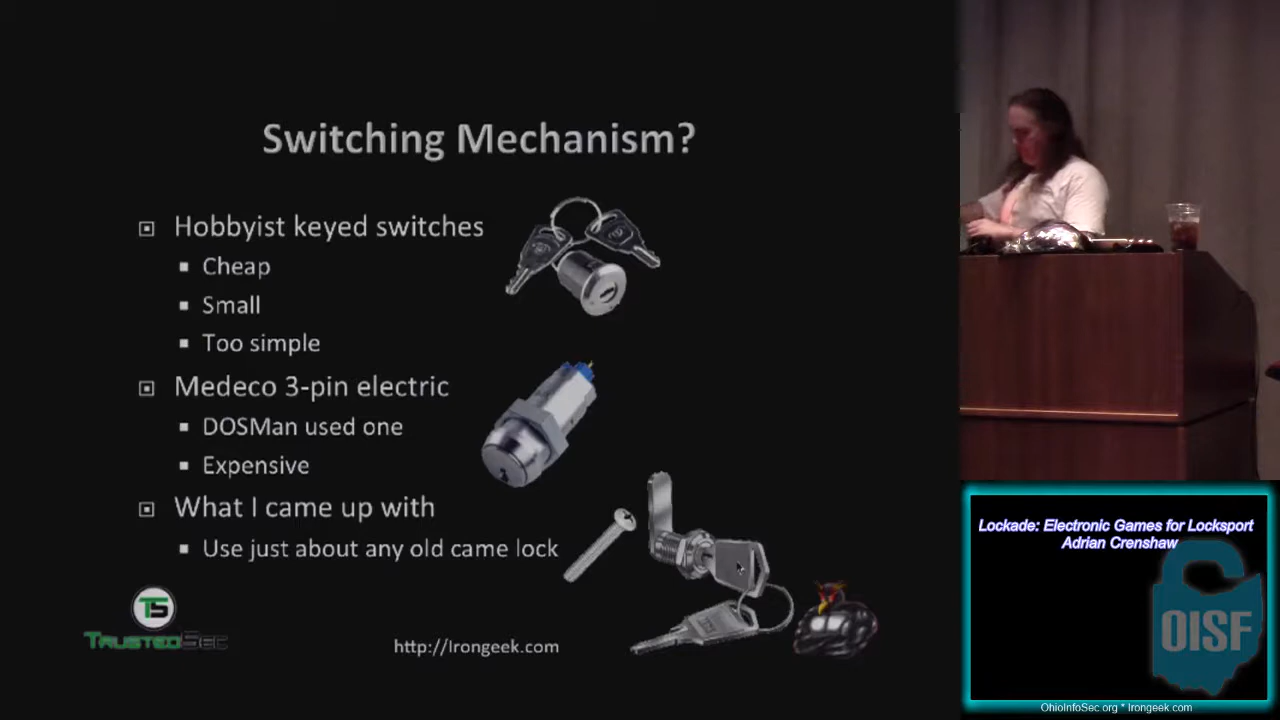 Switching Mechanism?
Hobbyist keyed switches
Cheap
Small
Too simple
Medeco 3-pin electric
DOSMan used one
Expensive
What I came up with
Use just about any old came lock
TS
TRUSTEDSEC
http://Irongeek.com
Lockade: Electronic Games for Locksport
Adrian Crenshaw
OISF
OhioInfoSec.org * Irongeek.com